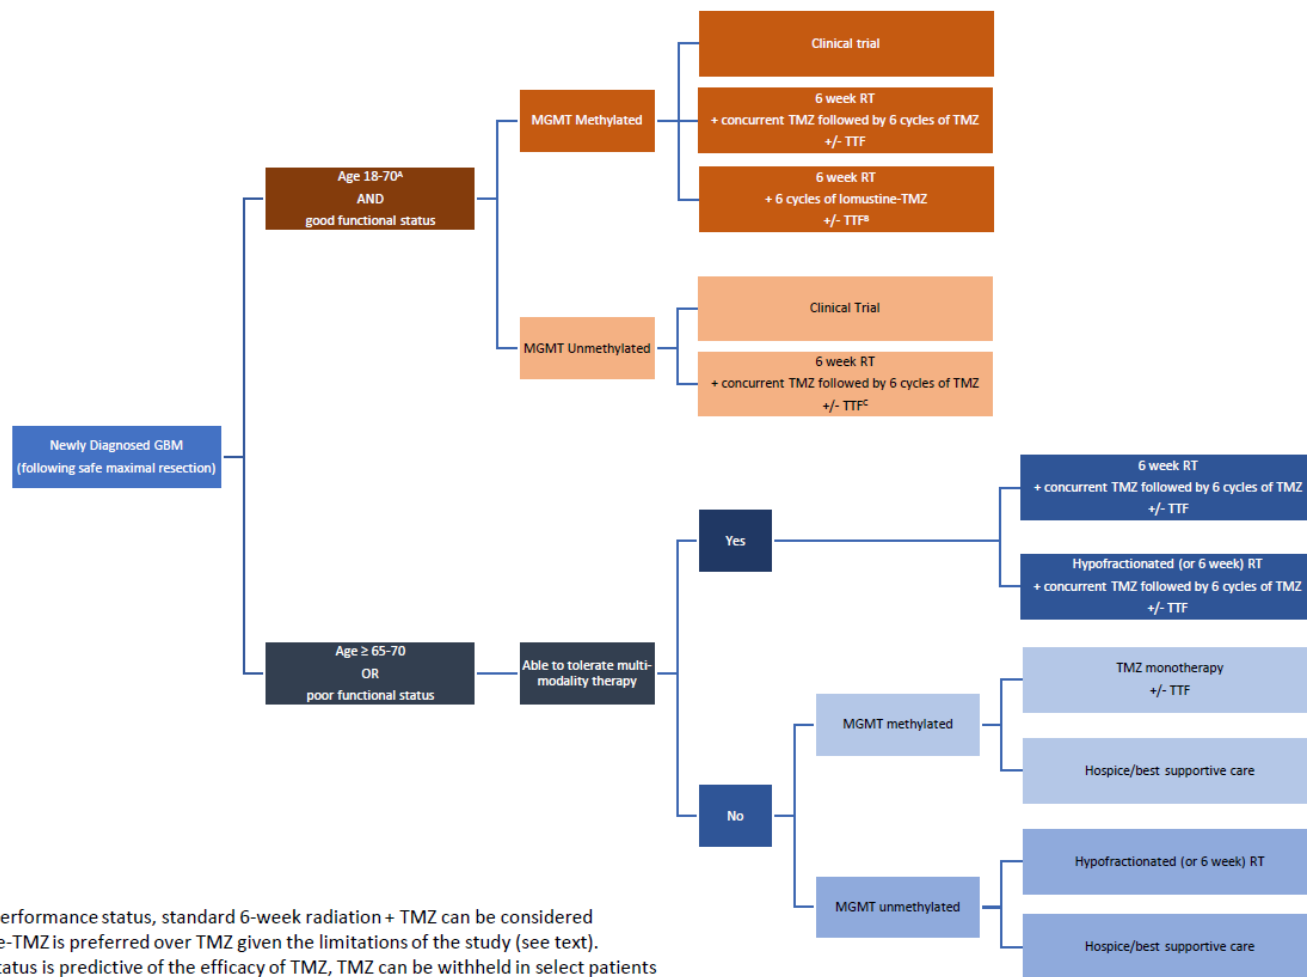 Clinical trial
6 week RT
+ concurrent TMZ followed by 6 cycles of TMZ
+/- TTF
MGMT Methylated
6 week RT
+ 6 cycles of lomustine-TMZ
+/- TTFᴮ
Age 18-70ᴬ
AND
good functional status
Clinical Trial
MGMT Unmethylated
6 week RT
+ concurrent TMZ followed by 6 cycles of TMZ
+/- TTFᶜ
Newly Diagnosed GBM
(following safe maximal resection)
6 week RT
+ concurrent TMZ followed by 6 cycles of TMZ
+/- TTF
Yes
Hypofractionated (or 6 week) RT
+ concurrent TMZ followed by 6 cycles of TMZ
+/- TTF
Age ≥ 65-70
OR
poor functional status
Able to tolerate multi-
modality therapy
TMZ monotherapy
+/- TTF
MGMT methylated
Hospice/best supportive care
No
Hypofractionated (or 6 week) RT
MGMT unmethylated
Hospice/best supportive care
erformance status, standard 6-week radiation + TMZ can be considered
e-TMZ is preferred over TMZ given the limitations of the study (see text).
tatus is predictive of the efficacy of TMZ, TMZ can be withheld in select patients